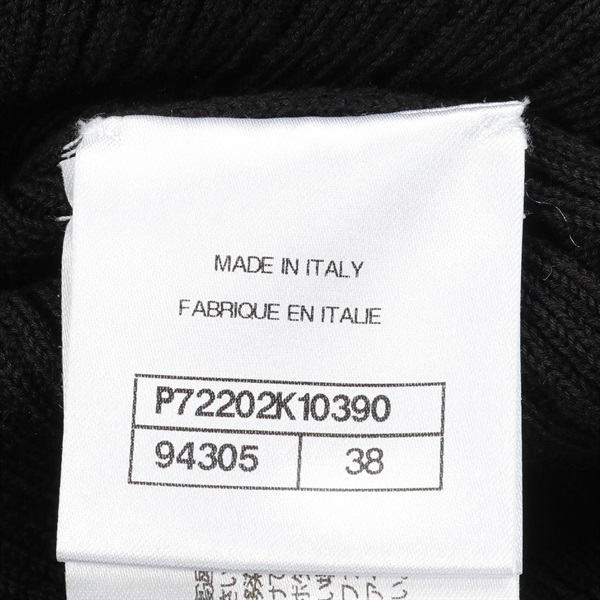 MADE IN ITALY
FABRIQUE EN ITALIE
P72202K10390
94305 38